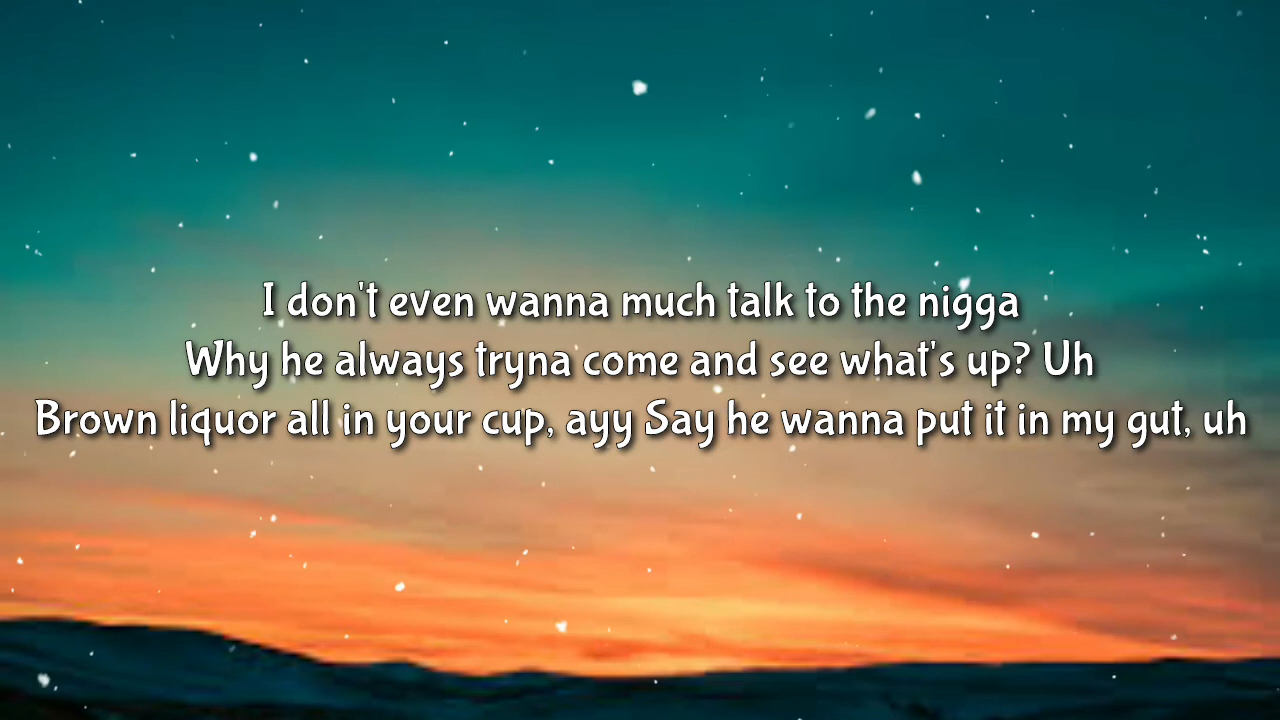 I don't even wanna much talk to the nigga
Why he always tryna come and see what's up? Uh
Brown liquor all in your cup, ayy Say he wanna put it in my gut, uh